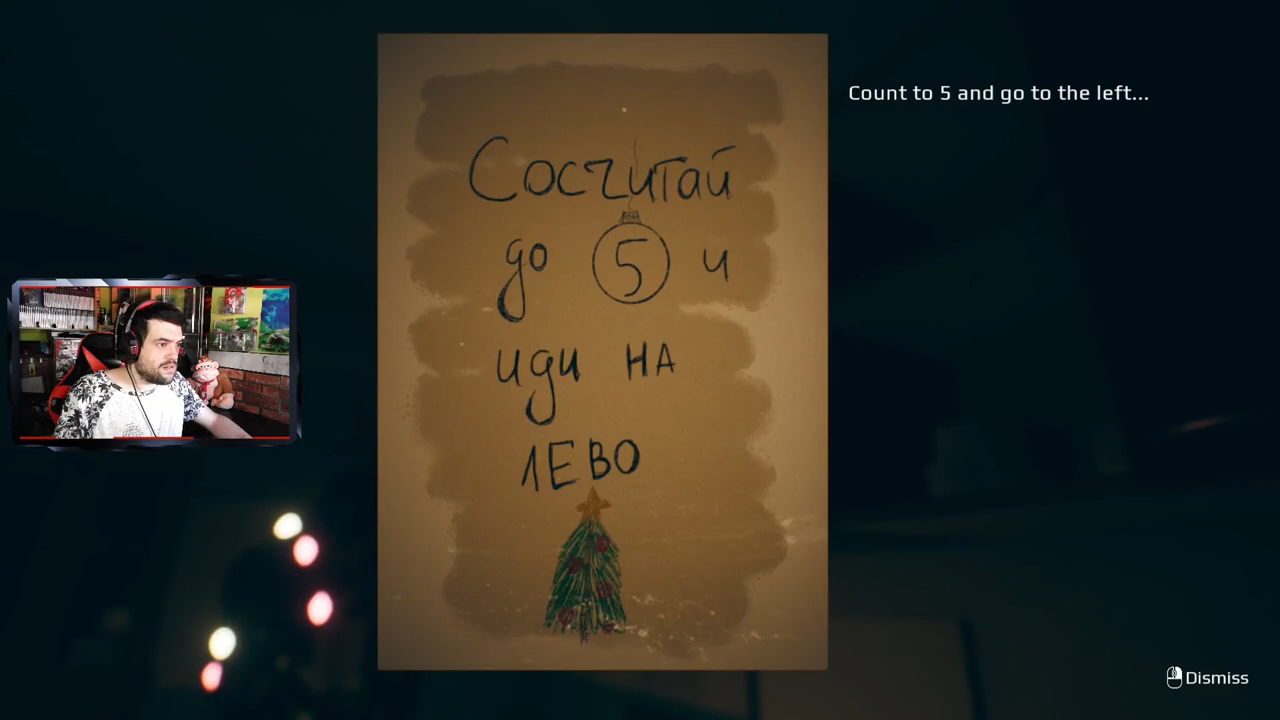 Count to 5 and go to the left...
Сосчитай
до 5 и
иди НА
ЛЕВО
Dismiss